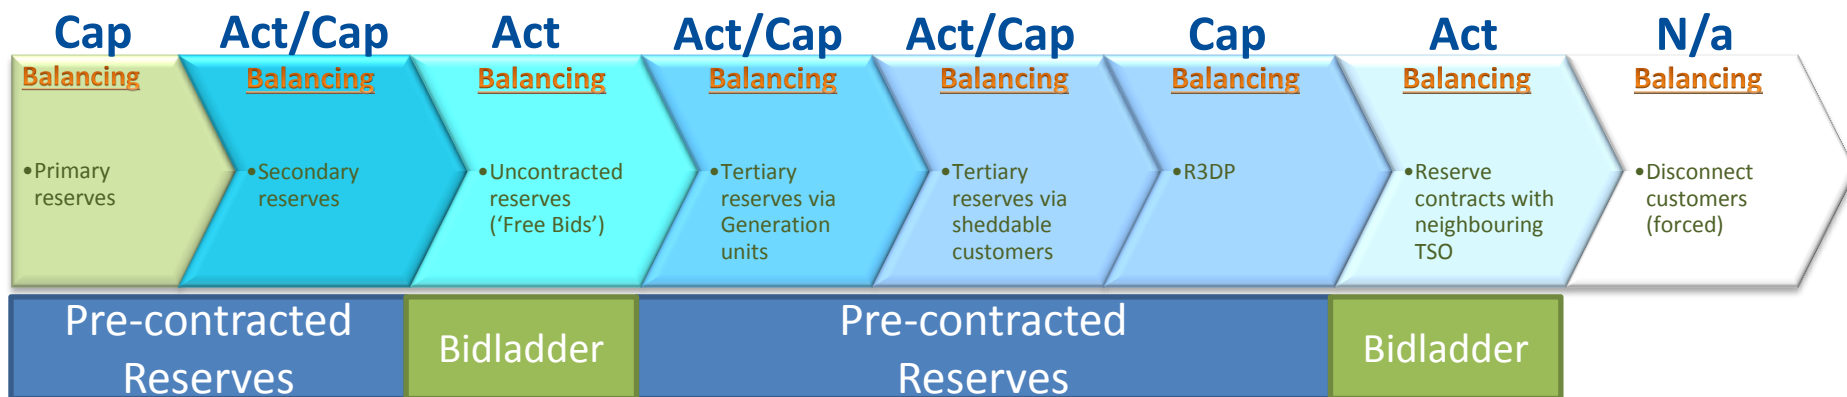 Cap
Act/Cap
Act
Act/Cap
Act/Cap
Cap
Act
N/a
Balancing
Balancing
Balancing
Balancing
Balancing
Balancing
Balancing
Balancing
•Primary
reserves
•Secondary
reserves
•Uncontracted
reserves
(‘Free Bids’)
•Tertiary
reserves via
Generation
units
•Tertiary
reserves via
sheddable
customers
•R3DP
•Reserve
contracts with
neighbouring
TSO
•Disconnect
customers
(forced)
Pre-contracted
Reserves
Bidladder
Pre-contracted
Reserves
Bidladder